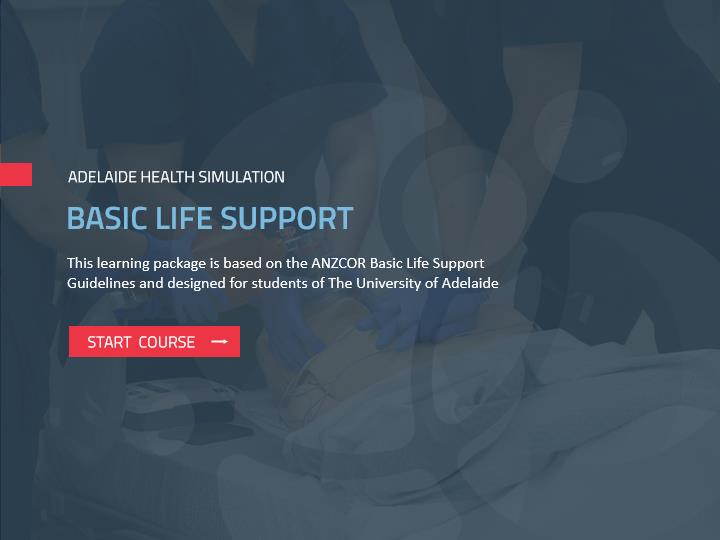 ADELAIDE HEALTH SIMULATION
BASIC LIFE SUPPORT
This learning package is based on the ANZCOR Basic Life Support
Guidelines and designed for students of The University of Adelaide
START COURSE